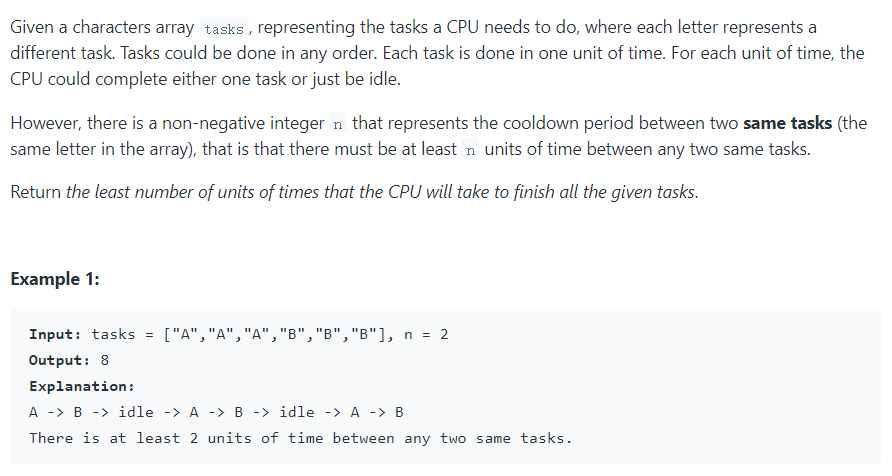 Given a characters array tasks, representing the tasks a CPU needs to do, where each letter represents a
different task. Tasks could be done in any order. Each task is done in one unit of time. For each unit of time, the
CPU could complete either one task or just be idle.
However, there is a non-negative integer n that represents the cooldown period between two same tasks (the
same letter in the array), that is that there must be at least n units of time between any two same tasks.
Return the least number of units of times that the CPU will take to finish all the given tasks.
Example 1:
Input: tasks = ["A","A","A","B","B","B"], n = 2
Output: 8
Explanation:
A -> B -> idle -> A -> B -> idle -> A -> B
There is at least 2 units of time between any two same tasks.